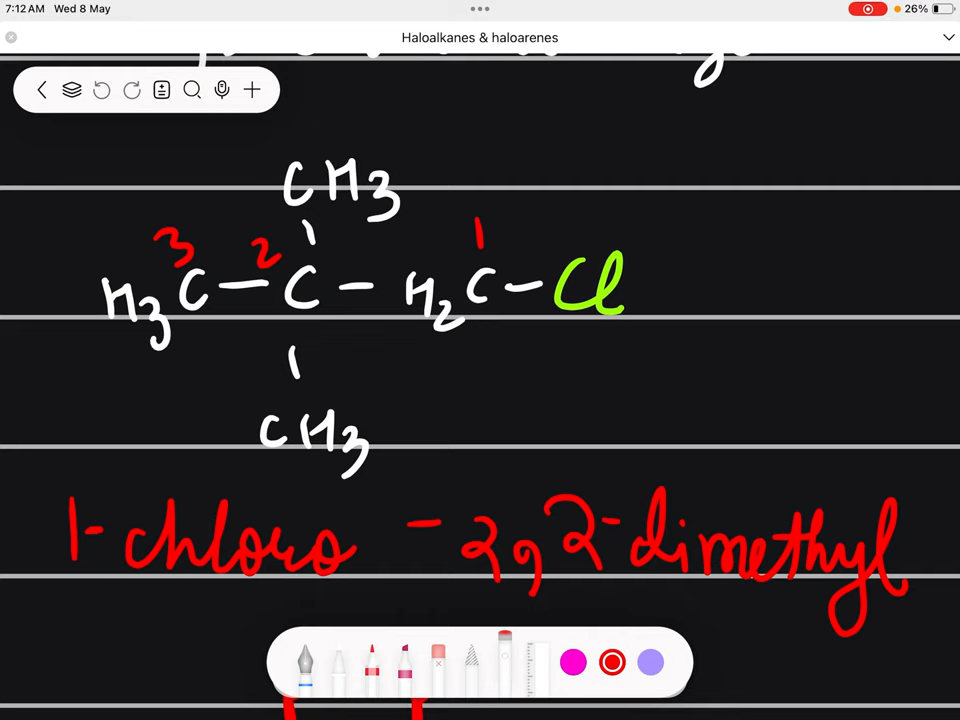 7:12 AM Wed 8 May
26%
Haloalkanes & haloarenes
CH3
3 2 1
H3C - C - H2C - Cl
CH3
1-chloro - 2,2-dimethyl